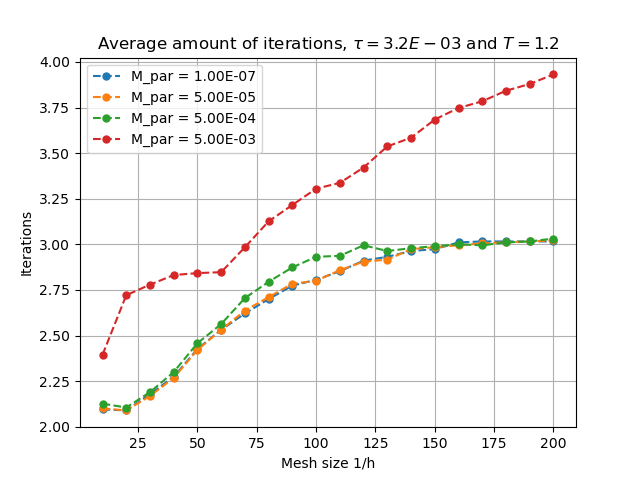 Average amount of iterations, τ = 3.2E − 03 and T = 1.2
M_par = 1.00E-07
M_par = 5.00E-05
M_par = 5.00E-04
M_par = 5.00E-03
4.00
3.75
3.50
3.25
3.00
2.75
2.50
2.25
2.00
Iterations
25 50 75 100 125 150 175 200
Mesh size 1/h